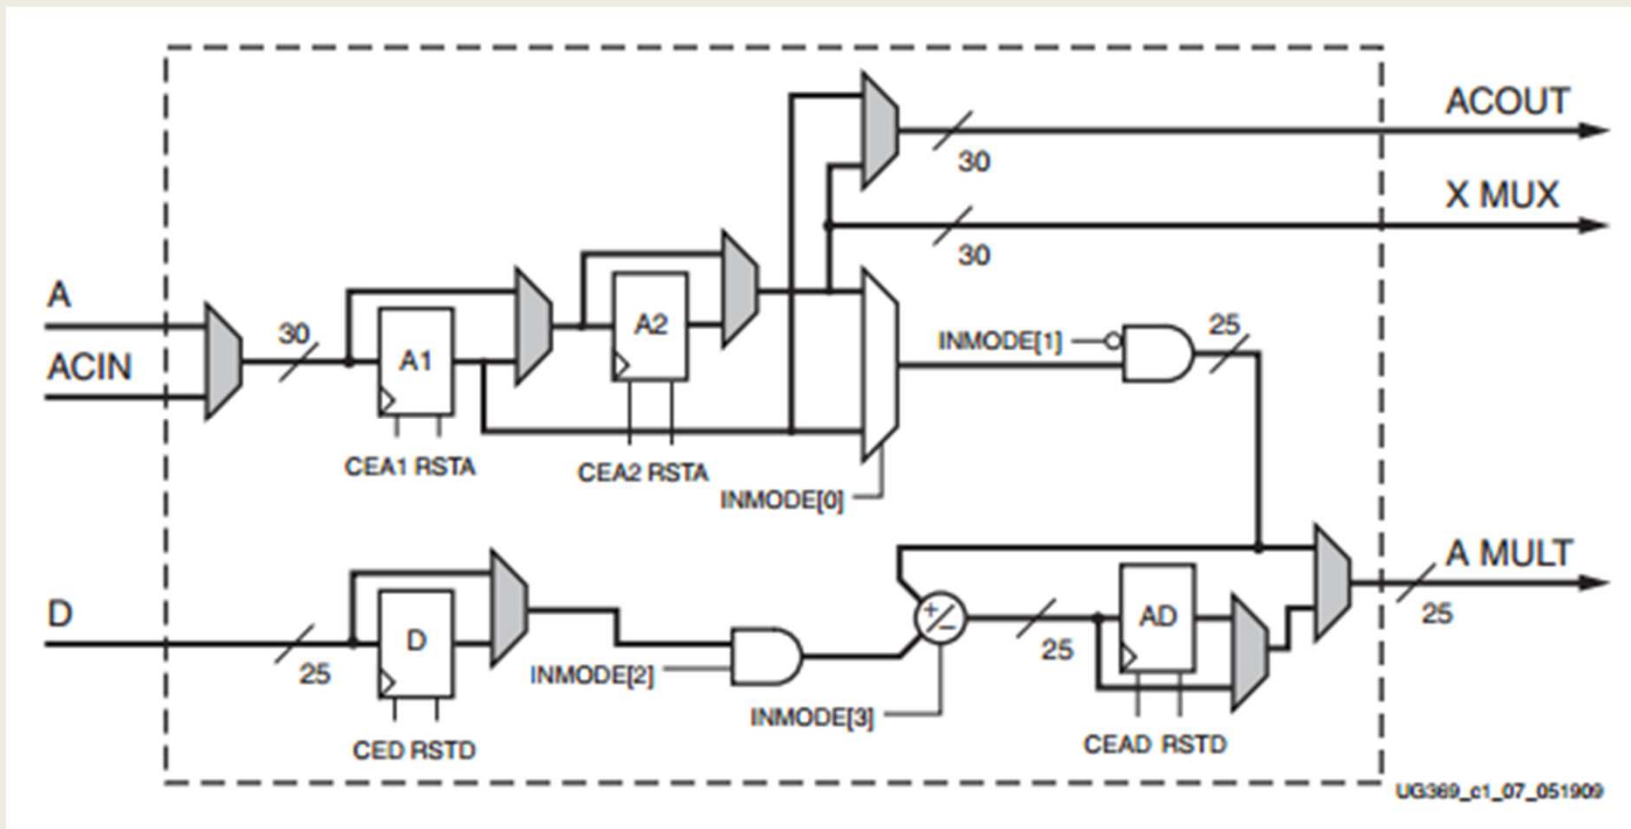 ACOUT
30
X MUX
30
A
30
A1
A2
ACIN
INMODE[1]
25
CEA1 RSTA
CEA2 RSTA
INMODE[0]
A MULT
25
D
25
D
INMODE[2]
+
−
25
AD
INMODE[3]
CED RSTD
CEAD RSTD
UG369_c1_07_051909